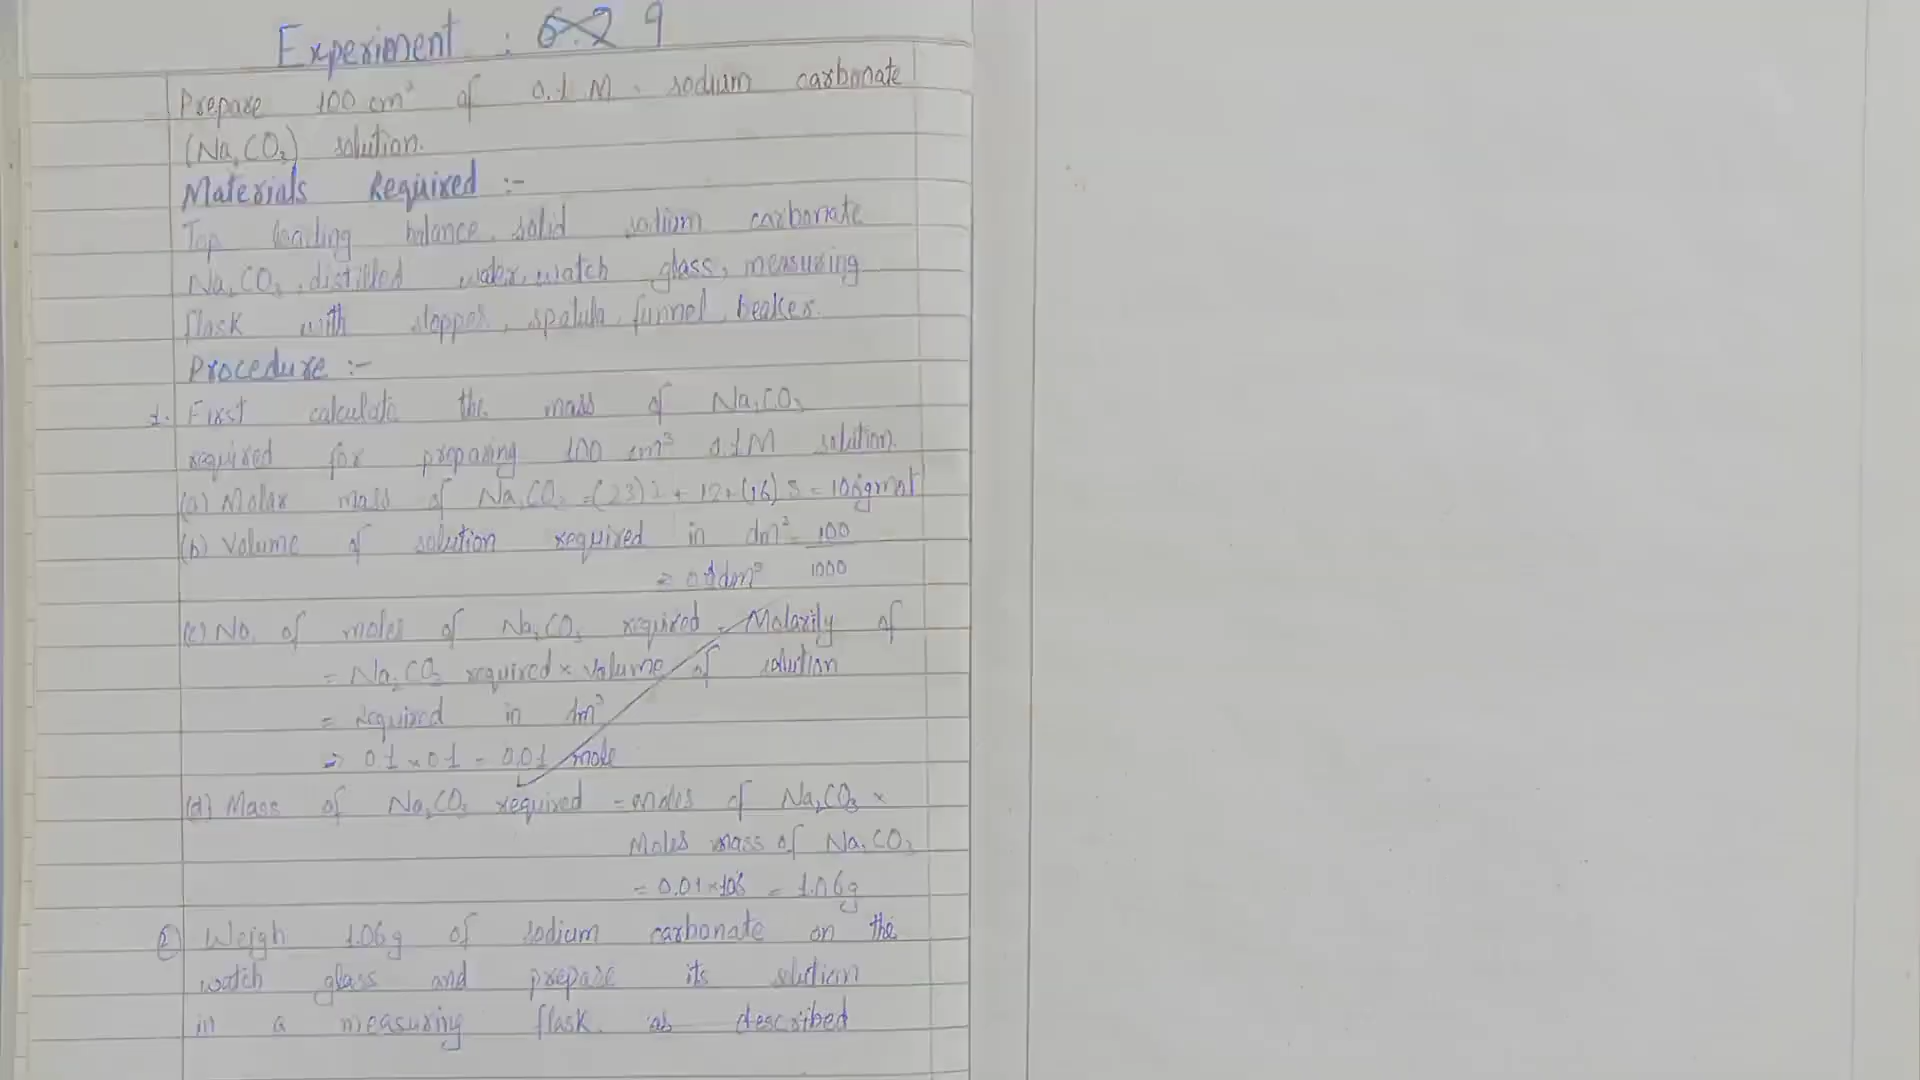 Experiment : 9
Prepare 100 cm³ of 0.1 M sodium carbonate
(Na₂CO₃) solution.
Materials Required :-
Top loading balance, solid sodium carbonate
Na₂CO₃, distilled water, watch glass, measuring
flask with stopper, spatula, funnel, beaker.
Procedure :-
1. First calculate the mass of Na₂CO₃
required for preparing 100 cm³ 0.1M solution.
(a) Molar mass of Na₂CO₃ = (23)2 + 12 + (16) 3 = 106gmol
(b) Volume of solution required in dm³ = 100
= 0.1dm³ 1000
(c) No. of moles of Na₂CO₃ required = Molarity of
= Na₂CO₃ required × Volume of solution
= required in dm³
⇒ 0.1 × 0.1 = 0.01 mole
(d) Mass of Na₂CO₃ required = moles of Na₂CO₃ ×
Moles mass of Na₂CO₃
= 0.01 × 106 = 1.06g
② Weigh 1.06g of sodium carbonate on the
watch glass and prepare its solution
in a measuring flask as described